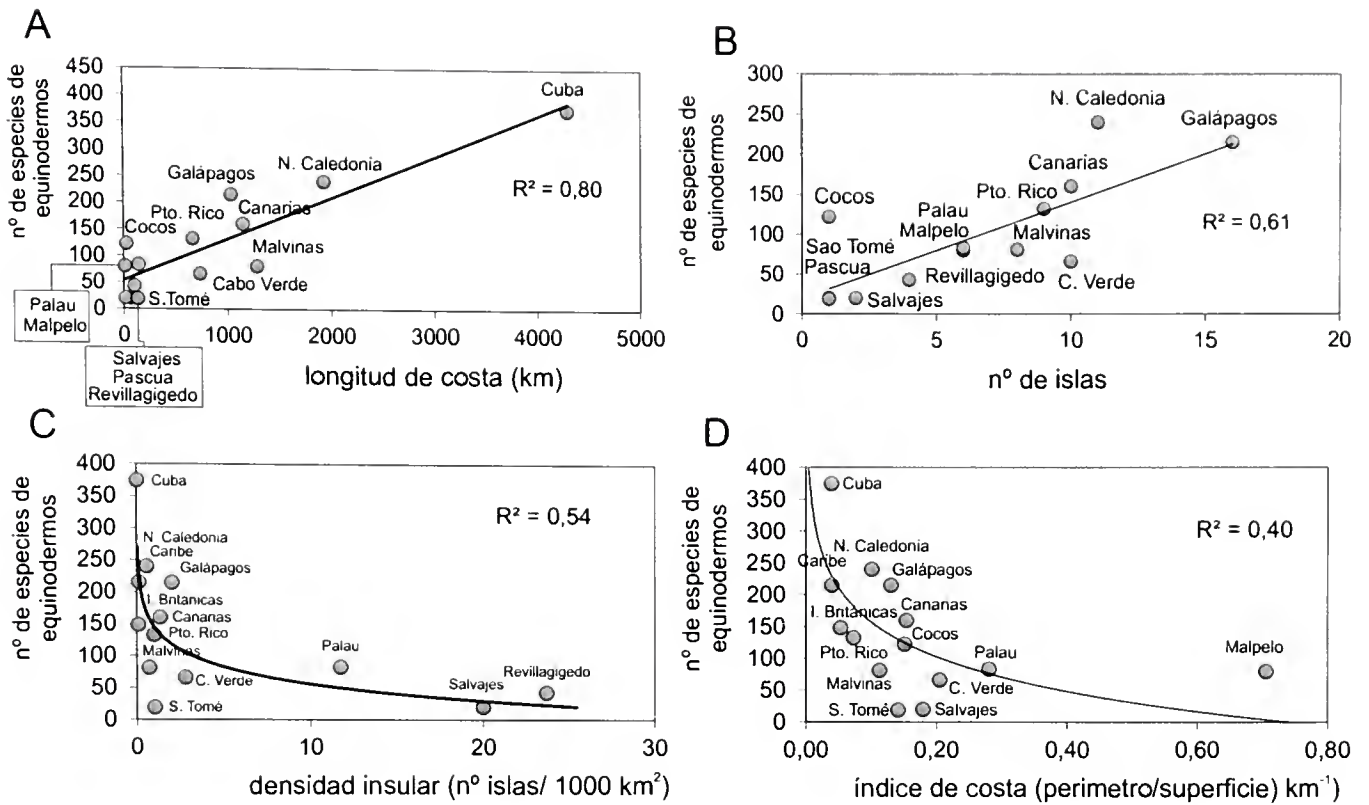 A
nº de especies de
equinodermos
450
400
350
300
250
200
150
100
50
0
Cuba
N. Caledonia
Galápagos
R² = 0,80
Pto. Rico
Canarias
Cocos
Malvinas
Cabo Verde
S.Tomé
Palau
Malpelo
Salvajes
Pascua
Revillagigedo
0 1000 2000 3000 4000 5000
longitud de costa (km)
B
nº de especies de
equinodermos
300
250
200
150
100
50
0
N. Caledonia
Galápagos
Canarias
Cocos
Pto. Rico
Palau
Malpelo
R² = 0,61
Sao Tomé
Pascua
Malvinas
Revillagigedo
C. Verde
Salvajes
0 5 10 15 20
nº de islas
C
nº de especies de
equinodermos
400
350
300
250
200
150
100
50
0
Cuba
R² = 0,54
N. Caledonia
Caribe
Galápagos
I. Britanicas
Cananas
Pto. Rico
Malvinas
Palau
C. Verde
Revillagigedo
Salvajes
S. Tomé
0 10 20 30
densidad insular (nº islas/ 1000 km²)
D
nº de especies de
equinodermos
400
350
300
250
200
150
100
50
0
Cuba
R² = 0,40
N. Caledonia
Caribe
Galápagos
I. Británicas
Cananas
Cocos
Pto. Rico
Palau
Malpelo
Malvinas
C. Verde
S. Tomé
Salvajes
0,00 0,20 0,40 0,60 0,80
índice de costa (perimetro/superficie) km⁻¹)